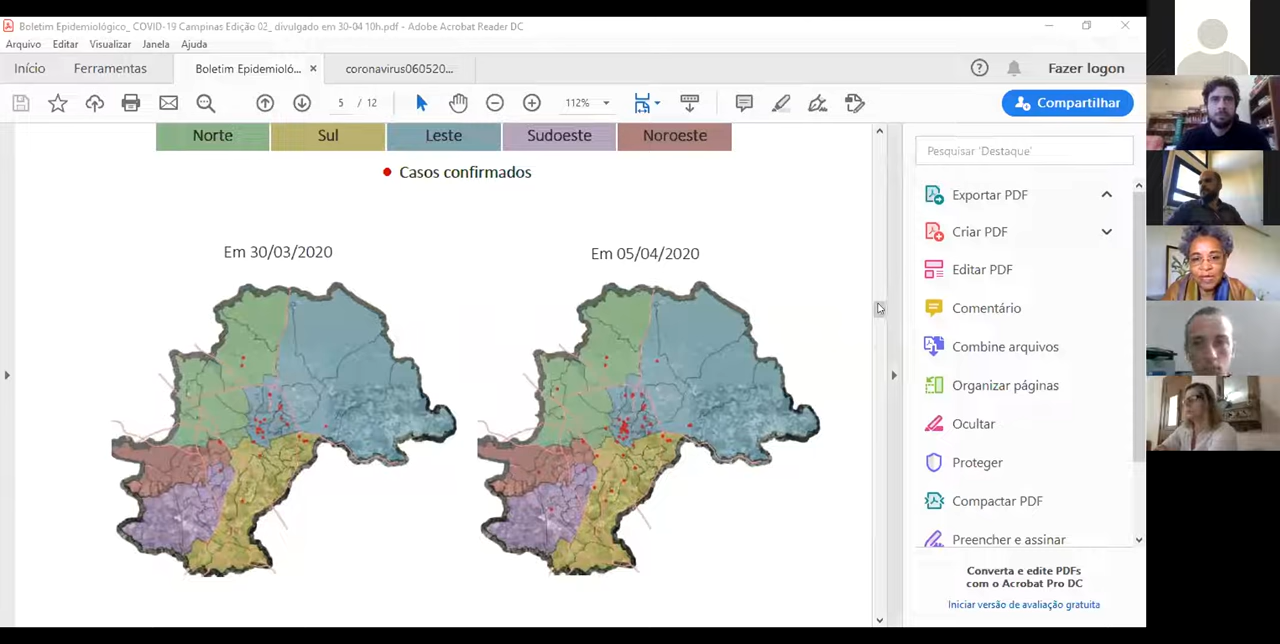 Boletim Epidemiológico_ COVID-19 Campinas Edição 02_ divulgado em 30-04 10h.pdf - Adobe Acrobat Reader DC
Arquivo Editar Visualizar Janela Ajuda
Início Ferramentas Boletim Epidemioló... × coronavirus060520... Fazer logon
5 / 12 112% Compartilhar
Norte Sul Leste Sudoeste Noroeste
Casos confirmados
Em 30/03/2020 Em 05/04/2020
Pesquisar 'Destaque'
Exportar PDF
Criar PDF
Editar PDF
Comentário
Combine arquivos
Organizar páginas
Ocultar
Proteger
Compactar PDF
Preencher e assinar
Converta e edite PDFs
com o Acrobat Pro DC
Iniciar versão de avaliação gratuita